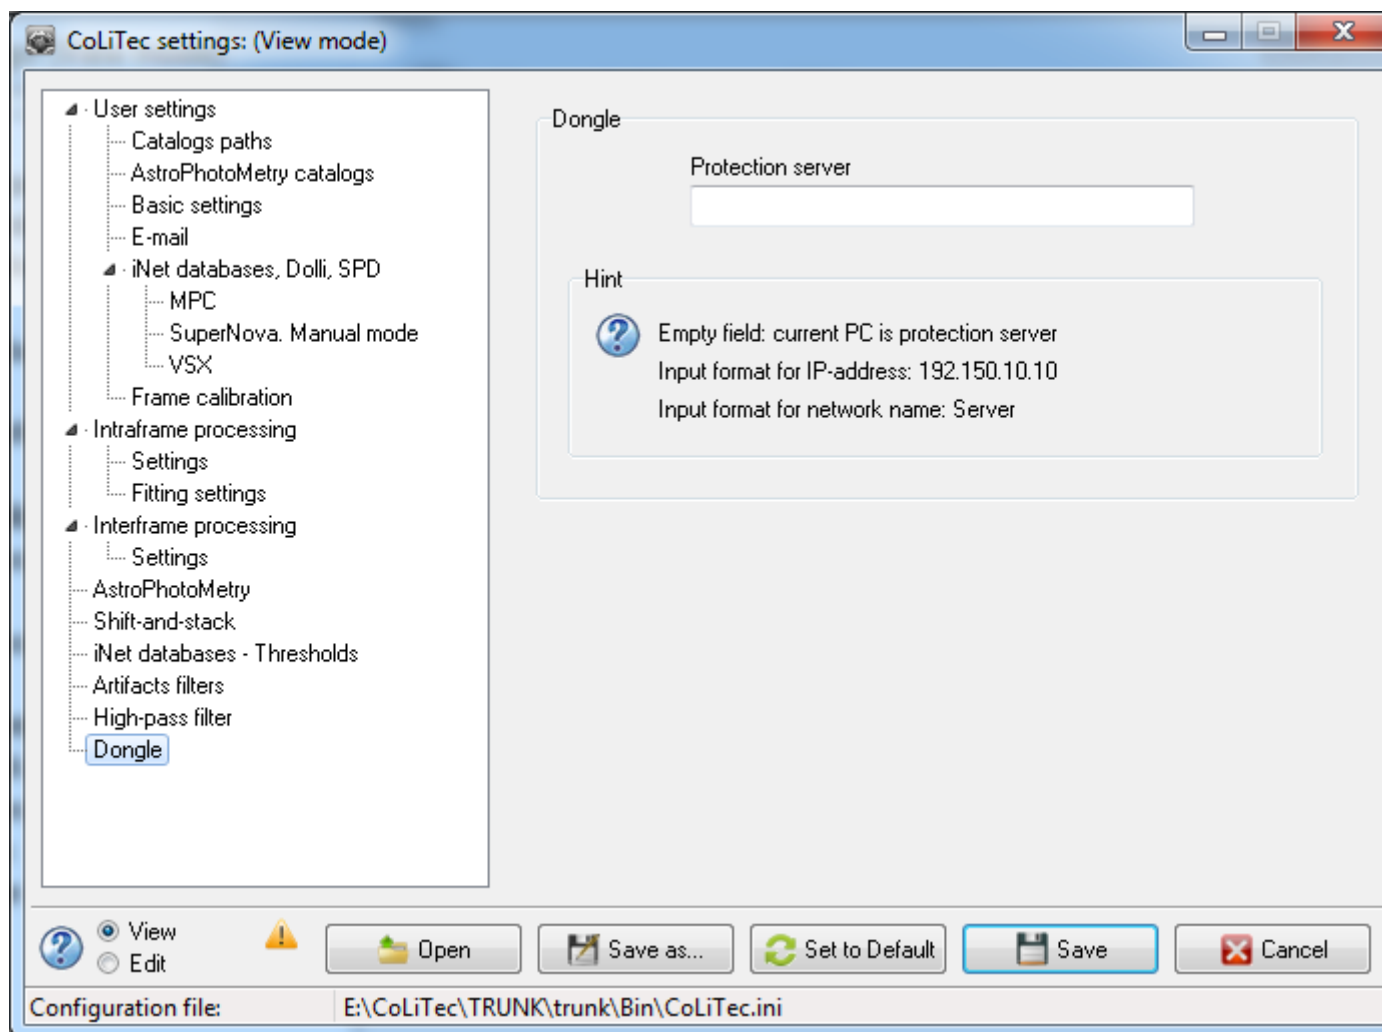 CoLiTec settings: (View mode)
User settings
Catalogs paths
AstroPhotoMetry catalogs
Basic settings
E-mail
iNet databases, Dolli, SPD
MPC
SuperNova. Manual mode
VSX
Frame calibration
Intraframe processing
Settings
Fitting settings
Interframe processing
Settings
AstroPhotoMetry
Shift-and-stack
iNet databases - Thresholds
Artifacts filters
High-pass filter
Dongle
Dongle
Protection server
Hint
Empty field: current PC is protection server
Input format for IP-address: 192.150.10.10
Input format for network name: Server
View
Edit
Open
Save as...
Set to Default
Save
Cancel
Configuration file: E:\CoLiTec\TRUNK\trunk\Bin\CoLiTec.ini